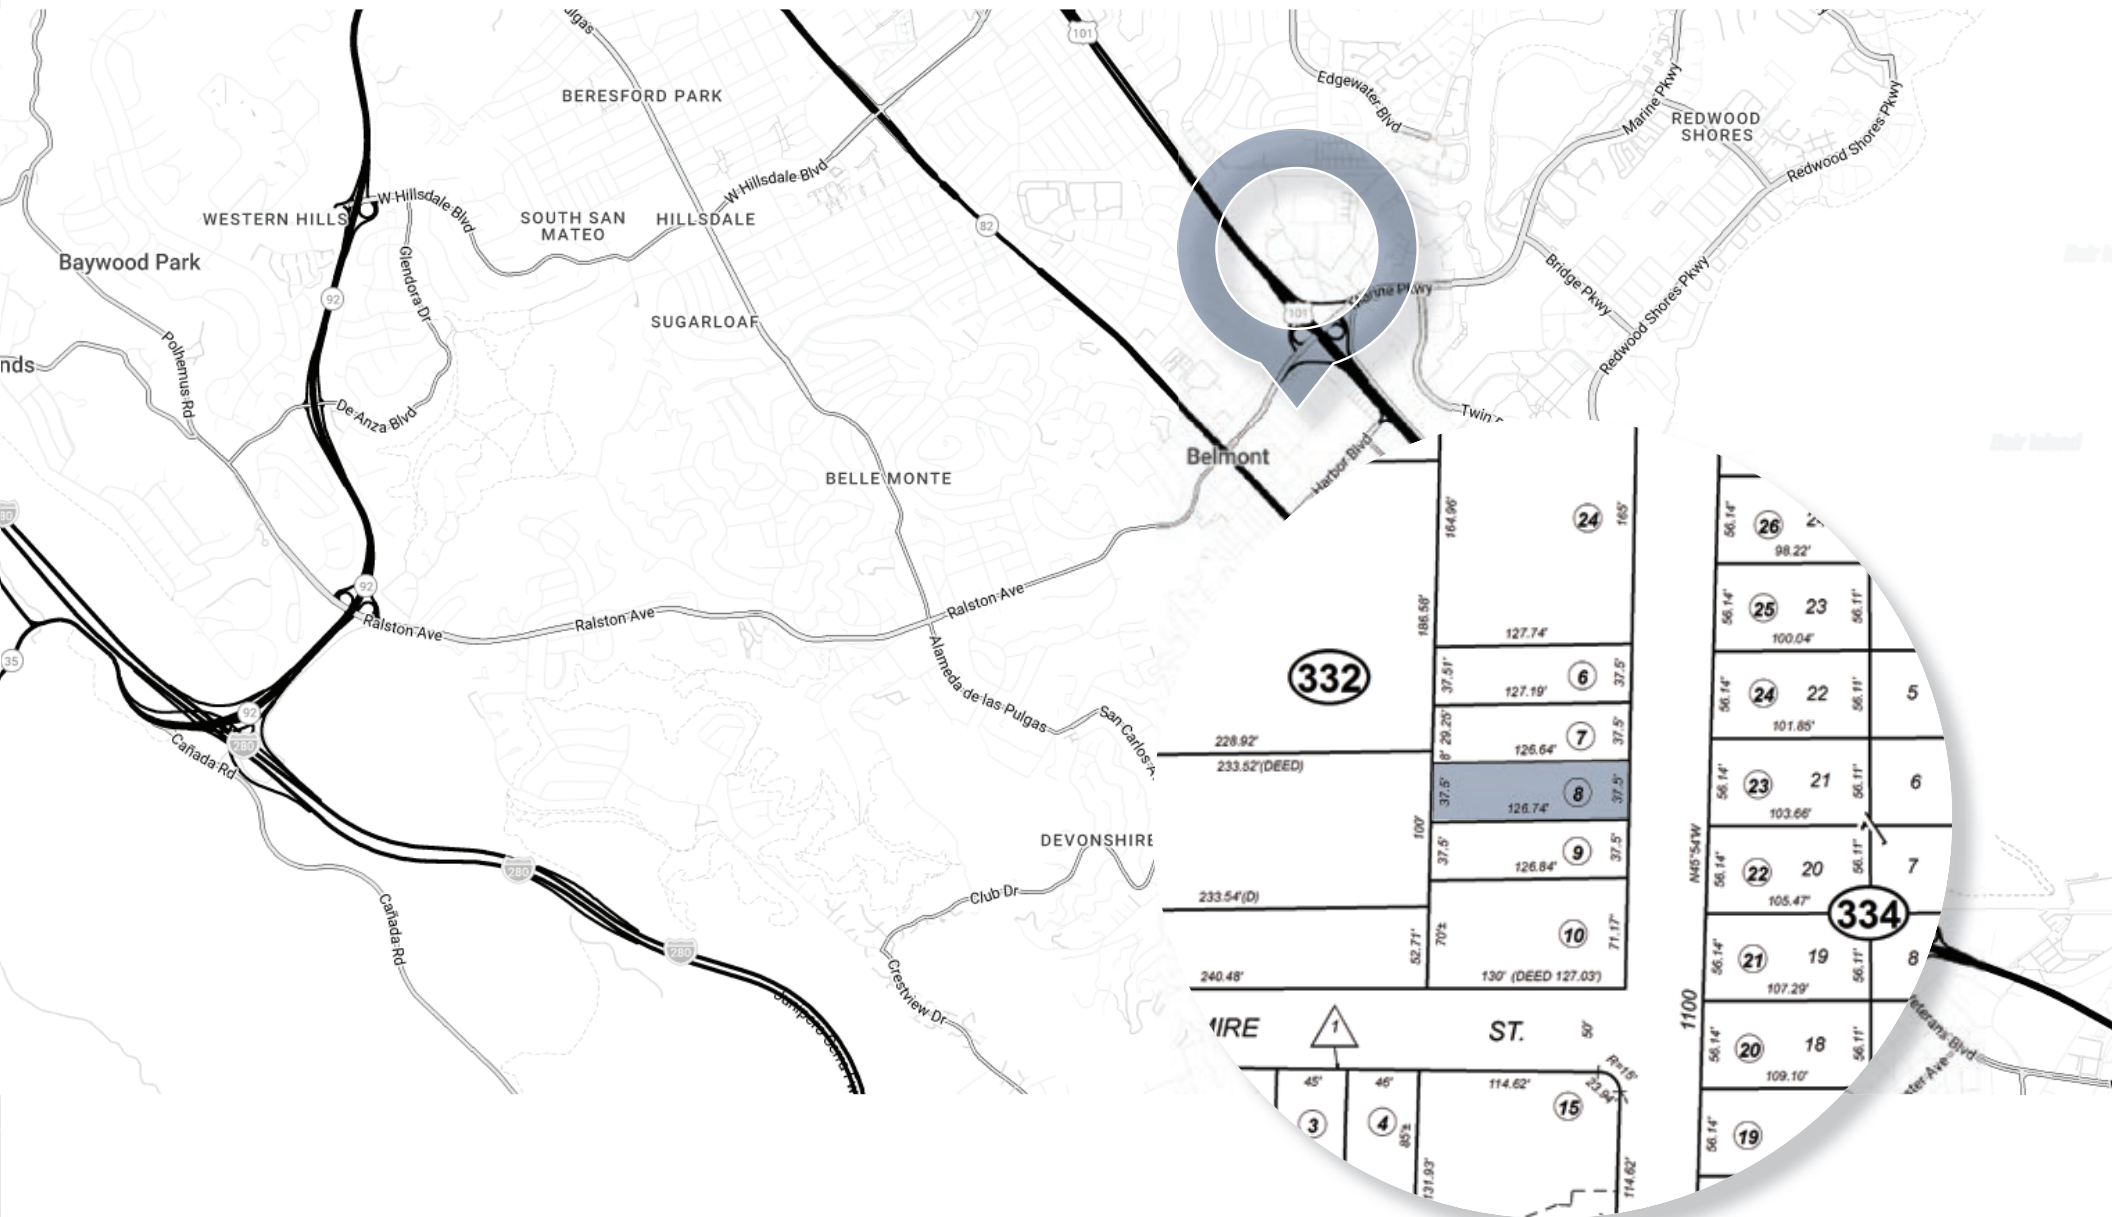 101
Edgewater Blvd
Marine Pkwy
REDWOOD
SHORES
Redwood Shores Pkwy
BERESFORD PARK
W Hillsdale Blvd
W Hillsdale Blvd
WESTERN HILLS
SOUTH SAN
MATEO
HILLSDALE
82
Baywood Park
Glendora Dr
92
Bridge Pkwy
Redwood Shores Pkwy
101
SUGARLOAF
Polhemus Rd
De Anza Blvd
Belmont
Harbor Blvd
BELLE MONTE
92
Ralston Ave
Ralston Ave
Ralston Ave
35
Alameda de las Pulgas
92
280
Cañada Rd
DEVONSHIRE
280
Club Dr
Cañada Rd
280
Crestview Dr
164.96'
24
165'
186.58'
127.74'
332
37.51'
6
37.5'
127.19'
29.25'
7
37.5'
8'
126.64'
228.92'
233.52'(DEED)
37.5'
8
37.5'
126.74'
100'
37.5'
9
37.5'
126.84'
233.54'(D)
52.71'
70'±
10
71.17'
240.48'
130' (DEED 127.03')
1
ST.
50'
R=15'
23.94'
45'
46'
114.62'
3
4
85'±
15
131.93'
114.62'
56.14'
26
98.22'
56.14'
25
23
56.11'
100.04'
56.14'
24
22
56.11'
5
101.85'
56.14'
23
21
56.11'
6
103.66'
N45°54'W
56.14'
22
20
56.11'
7
105.47'
334
56.14'
21
19
56.11'
8
107.29'
1100
56.14'
20
18
56.11'
109.10'
56.14'
19